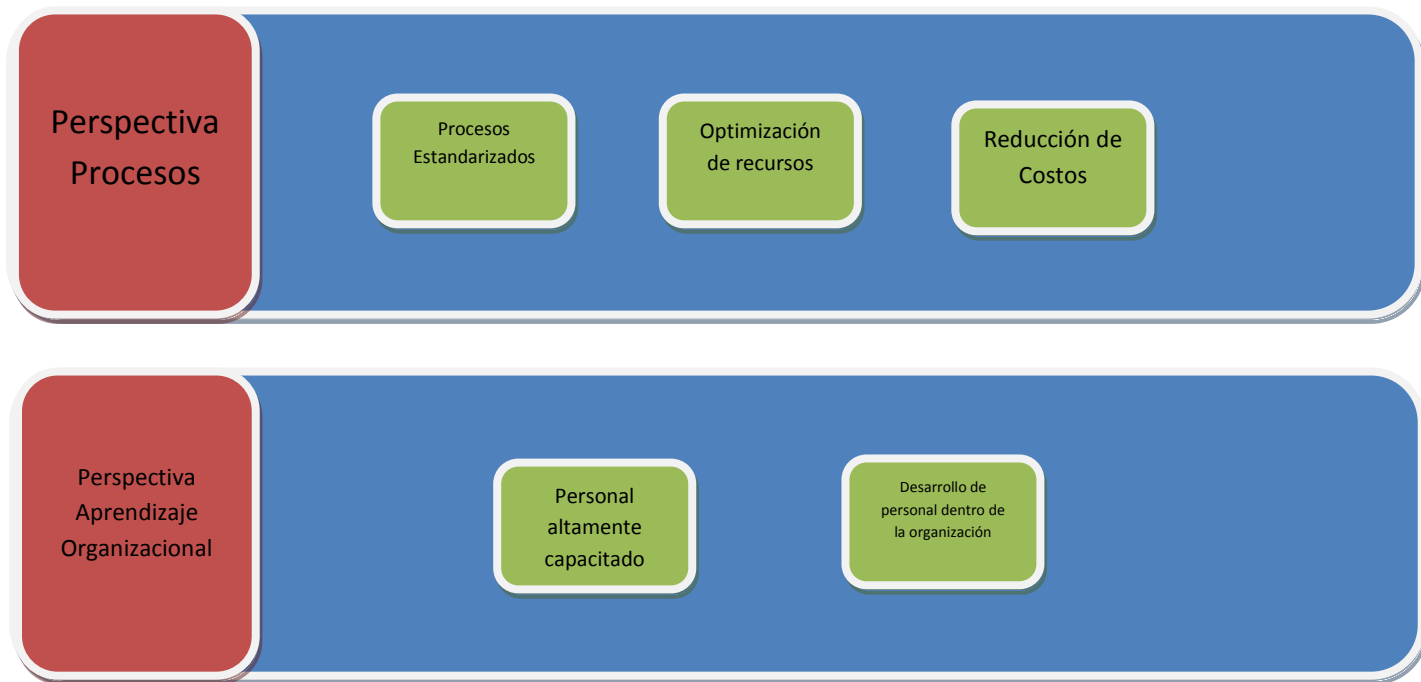 Perspectiva
Procesos
Procesos
Estandarizados
Optimización
de recursos
Reducción de
Costos
Perspectiva
Aprendizaje
Organizacional
Personal
altamente
capacitado
Desarrollo de
personal dentro de
la organización